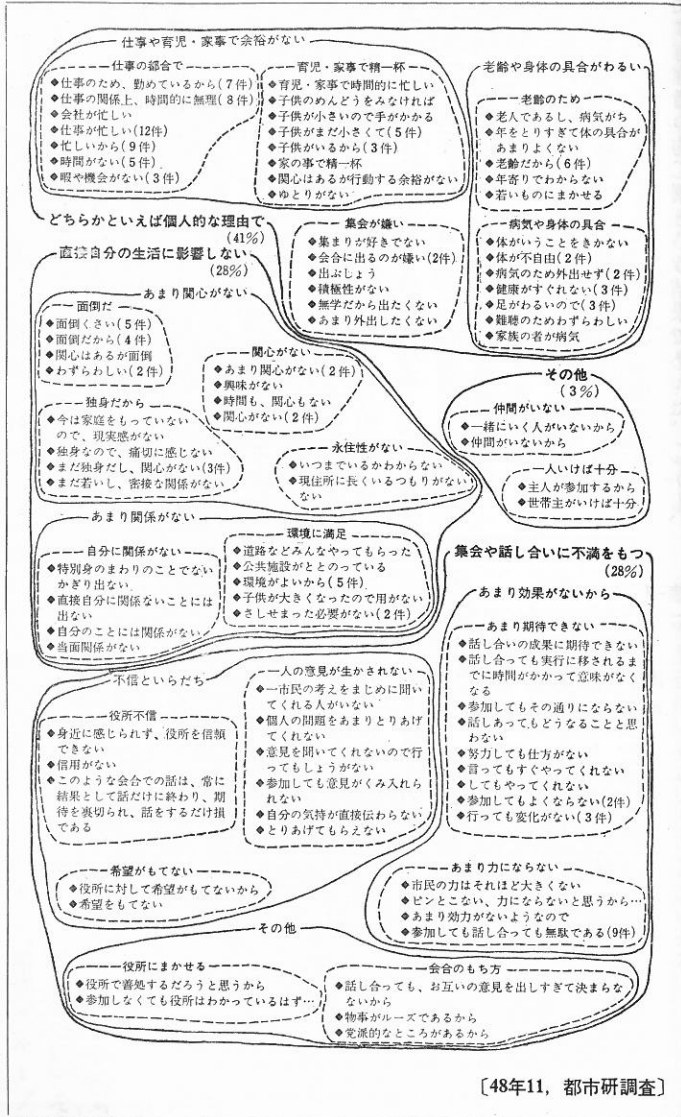 仕事や育児・家事で余裕がない
仕事の都合で
◆仕事のため、勤めているから(7件)
◆仕事の関係上、時間的に無理(8件)
◆会社が忙しい
◆仕事が忙しい(12件)
◆忙しいから(9件)
◆時間がない(5件)
◆暇や機会がない(3件)
育児・家事で精一杯
◆育児・家事で時間的に忙しい
◆子供のめんどうをみなければ
◆子供が小さいので手がかかる
◆子供がまだ小さくて(5件)
◆子供がいるから(3件)
◆家の事で精一杯
◆関心はあるが行動する余裕がない
◆ゆとりがない
老齢や身体の具合がわるい
老齢のため
◆老人であるし、病気がち
◆年をとりすぎて体の具合が
あまりよくない
◆老齢だから(6件)
◆年寄りでわからない
◆若いものにまかせる
病気や身体の具合
◆体がいうことをきかない
◆体が不自由(2件)
◆病気のため外出せず(2件)
◆健康がすぐれない(3件)
◆足がわるいので(3件)
◆難聴のためわずらわしい
◆家族の者が病気
どちらかといえば個人的な理由で
(41%)
集会が嫌い
◆集まりが好きでない
◆会合に出るのが嫌い(2件)
◆出ぶしょう
◆積極性がない
◆無学だから出たくない
◆あまり外出したくない
直接自分の生活に影響しない
(28%)
あまり関心がない
面倒だ
◆面倒くさい(5件)
◆面倒だから(4件)
◆関心はあるが面倒
◆わずらわしい(2件)
関心がない
◆あまり関心がない(2件)
◆興味がない
◆時間も、関心もない
◆関心がない(2件)
独身だから
◆今は家庭をもっていない
ので、現実感がない
◆独身なので、痛切に感じない
◆まだ独身だし、関心がない(3件)
◆まだ若いし、密接な関係がない
永住性がない
◆いつまでいるかわからない
◆現住所に長くいるつもりがない
ない
その他
(3%)
仲間がいない
◆一緒にいく人がいないから
◆仲間がいないから
一人いけば十分
◆主人が参加するから
◆世帯主がいけば十分
あまり関係がない
自分に関係がない
◆特別身のまわりのことでない
かぎり出ない
◆直接自分に関係ないことには
出ない
◆自分のことには関係がない
◆当面関係がない
環境に満足
◆道路などみんなやってもらった
◆公共施設がととのっている
◆環境がよいから(5件)
◆子供が大きくなったので用がない
◆さしせまった必要がない(2件)
集会や話し合いに不満をもつ
(28%)
あまり効果がないから
あまり期待できない
◆話し合いの成果に期待できない
◆話し合っても実行に移されるま
でに時間がかかって意味がなく
なる
◆参加してもその通りにならない
◆話しあってもどうなることと思
わない
◆努力しても仕方がない
◆言ってもすぐやってくれない
◆してもやってくれない
◆参加してもよくならない(2件)
◆行っても変化がない(3件)
不信といらだち
役所不信
◆身近に感じられず、役所を信頼
できない
◆信用がない
◆このような会合での話は、常に
結果として話だけに終わり、期
待を裏切られ、話をするだけ損
である
一人の意見が生かされない
◆一市民の考えをまじめに聞い
てくれる人がいない
◆個人の問題をあまりとりあげ
てくれない
◆意見を聞いてくれないので行
ってもしょうがない
◆参加しても意見がくみ入れら
れない
◆自分の気持が直接伝わらない
◆とりあげてもらえない
希望がもてない
◆役所に対して希望がもてないから
◆希望をもてない
あまり力にならない
◆市民の力はそれほど大きくない
◆ピンとこない、力にならないと思うから…
◆あまり効力がないようなので
◆参加しても話し合っても無駄である(9件)
その他
役所にまかせる
◆役所で善処するだろうと思うから
◆参加しなくても役所はわかっているはず…
会合のもち方
◆話し合っても、お互いの意見を出しすぎて決まらな
ないから
◆物事がルーズであるから
◆党派的なところがあるから
〔48年11, 都市研調査〕